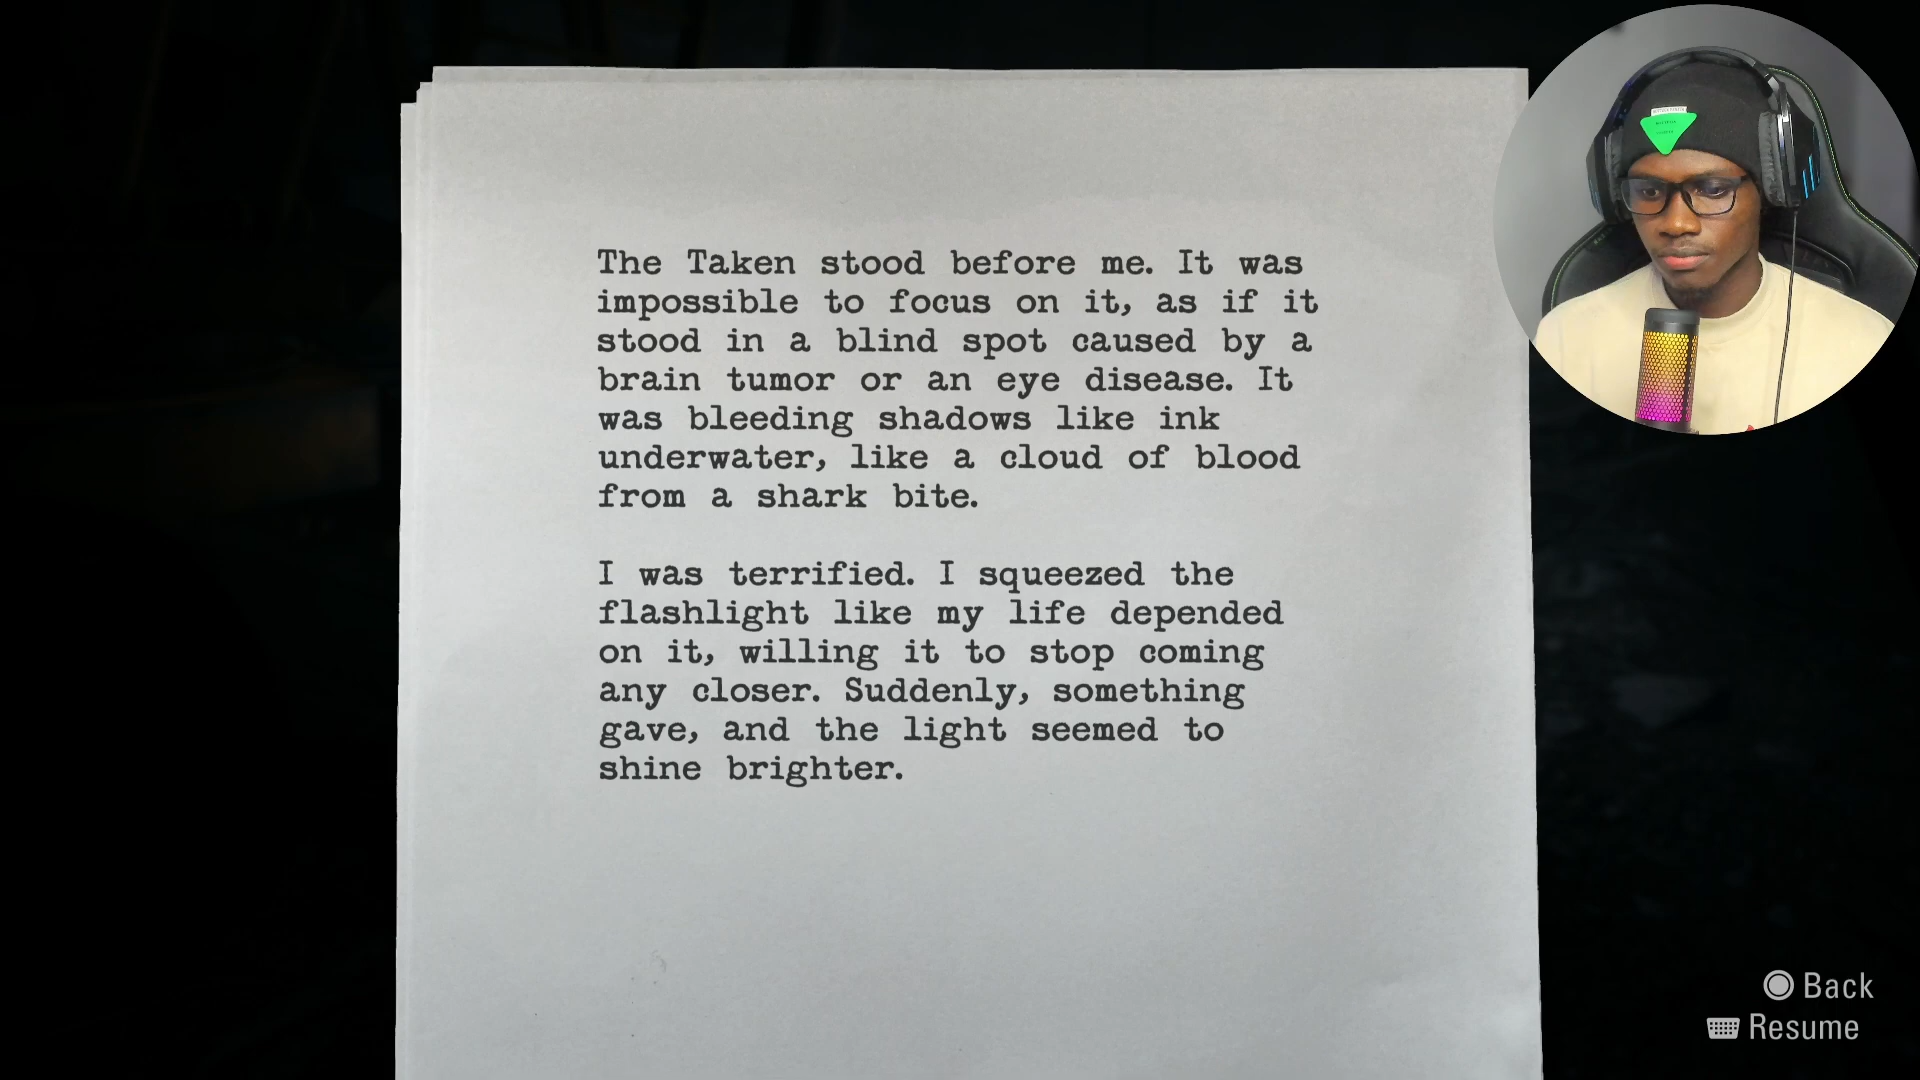 The Taken stood before me. It was
impossible to focus on it, as if it
stood in a blind spot caused by a
brain tumor or an eye disease. It
was bleeding shadows like ink
underwater, like a cloud of blood
from a shark bite.
I was terrified. I squeezed the
flashlight like my life depended
on it, willing it to stop coming
any closer. Suddenly, something
gave, and the light seemed to
shine brighter.
Back
Resume